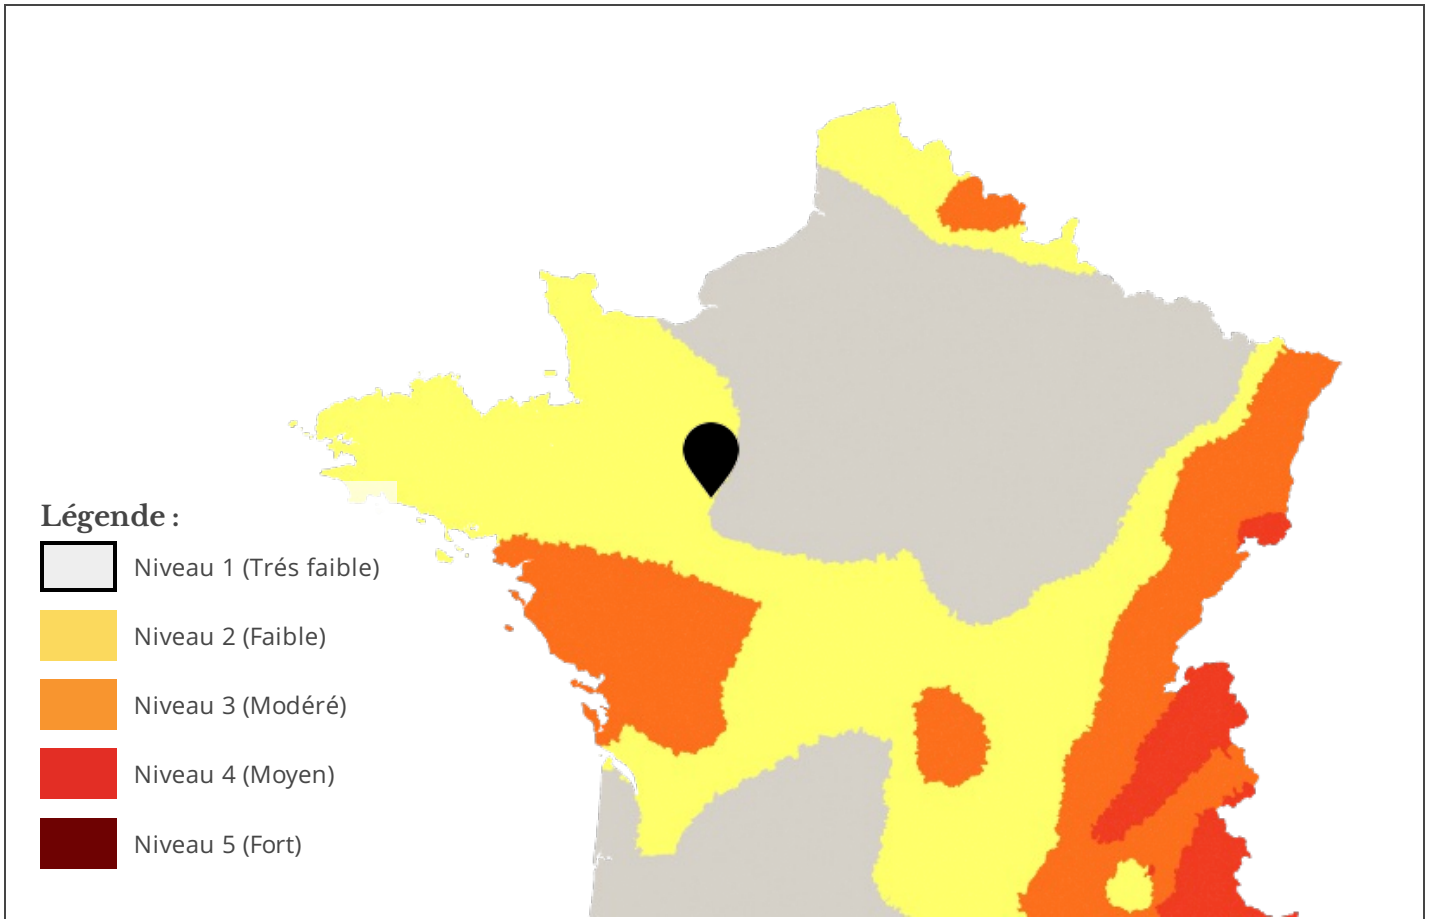 Légende :
Niveau 1 (Trés faible)
Niveau 2 (Faible)
Niveau 3 (Modéré)
Niveau 4 (Moyen)
Niveau 5 (Fort)